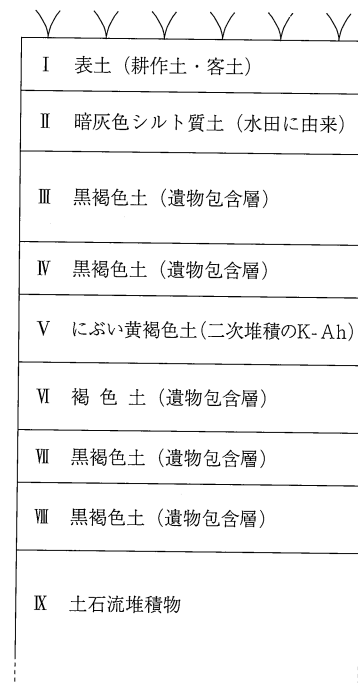 Ⅰ 表土（耕作土・客土）
Ⅱ 暗灰色シルト質土（水田に由来）
Ⅲ 黒褐色土（遺物包含層）
Ⅳ 黒褐色土（遺物包含層）
Ⅴ にぶい黄褐色土(二次堆積のK-Ah)
Ⅵ 褐色土（遺物包含層）
Ⅶ 黒褐色土（遺物包含層）
Ⅷ 黒褐色土（遺物包含層）
Ⅸ 土石流堆積物